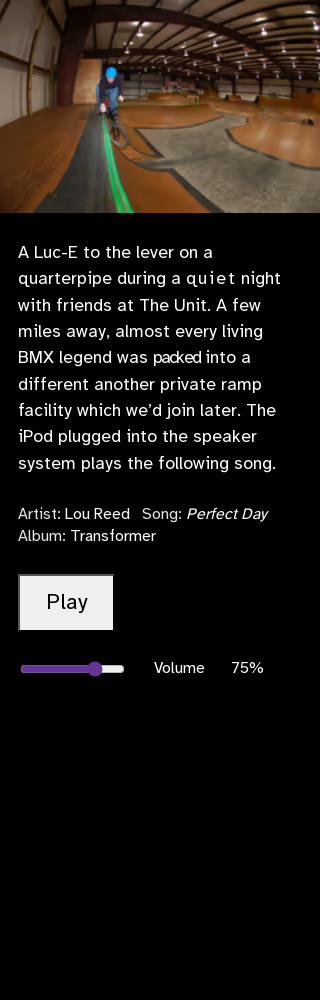 A Luc-E to the lever on a
quarterpipe during a quiet night
with friends at The Unit. A few
miles away, almost every living
BMX legend was packed into a
different another private ramp
facility which we’d join later. The
iPod plugged into the speaker
system plays the following song.
Artist: Lou Reed Song: Perfect Day
Album: Transformer
Play
Volume 75%